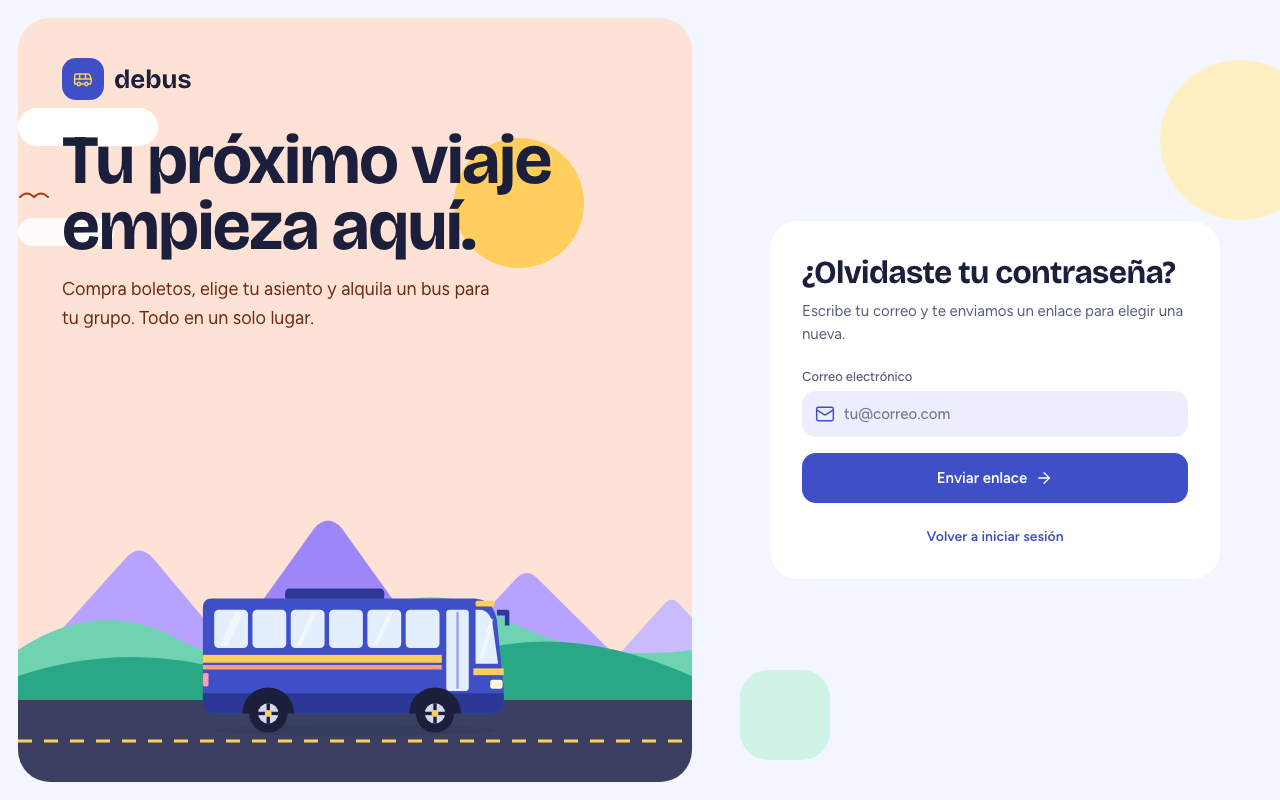 debus
Tu próximo viaje
empieza aquí.
Compra boletos, elige tu asiento y alquila un bus para
tu grupo. Todo en un solo lugar.
¿Olvidaste tu contraseña?
Escribe tu correo y te enviamos un enlace para elegir una
nueva.
Correo electrónico
tu@correo.com
Enviar enlace
Volver a iniciar sesión